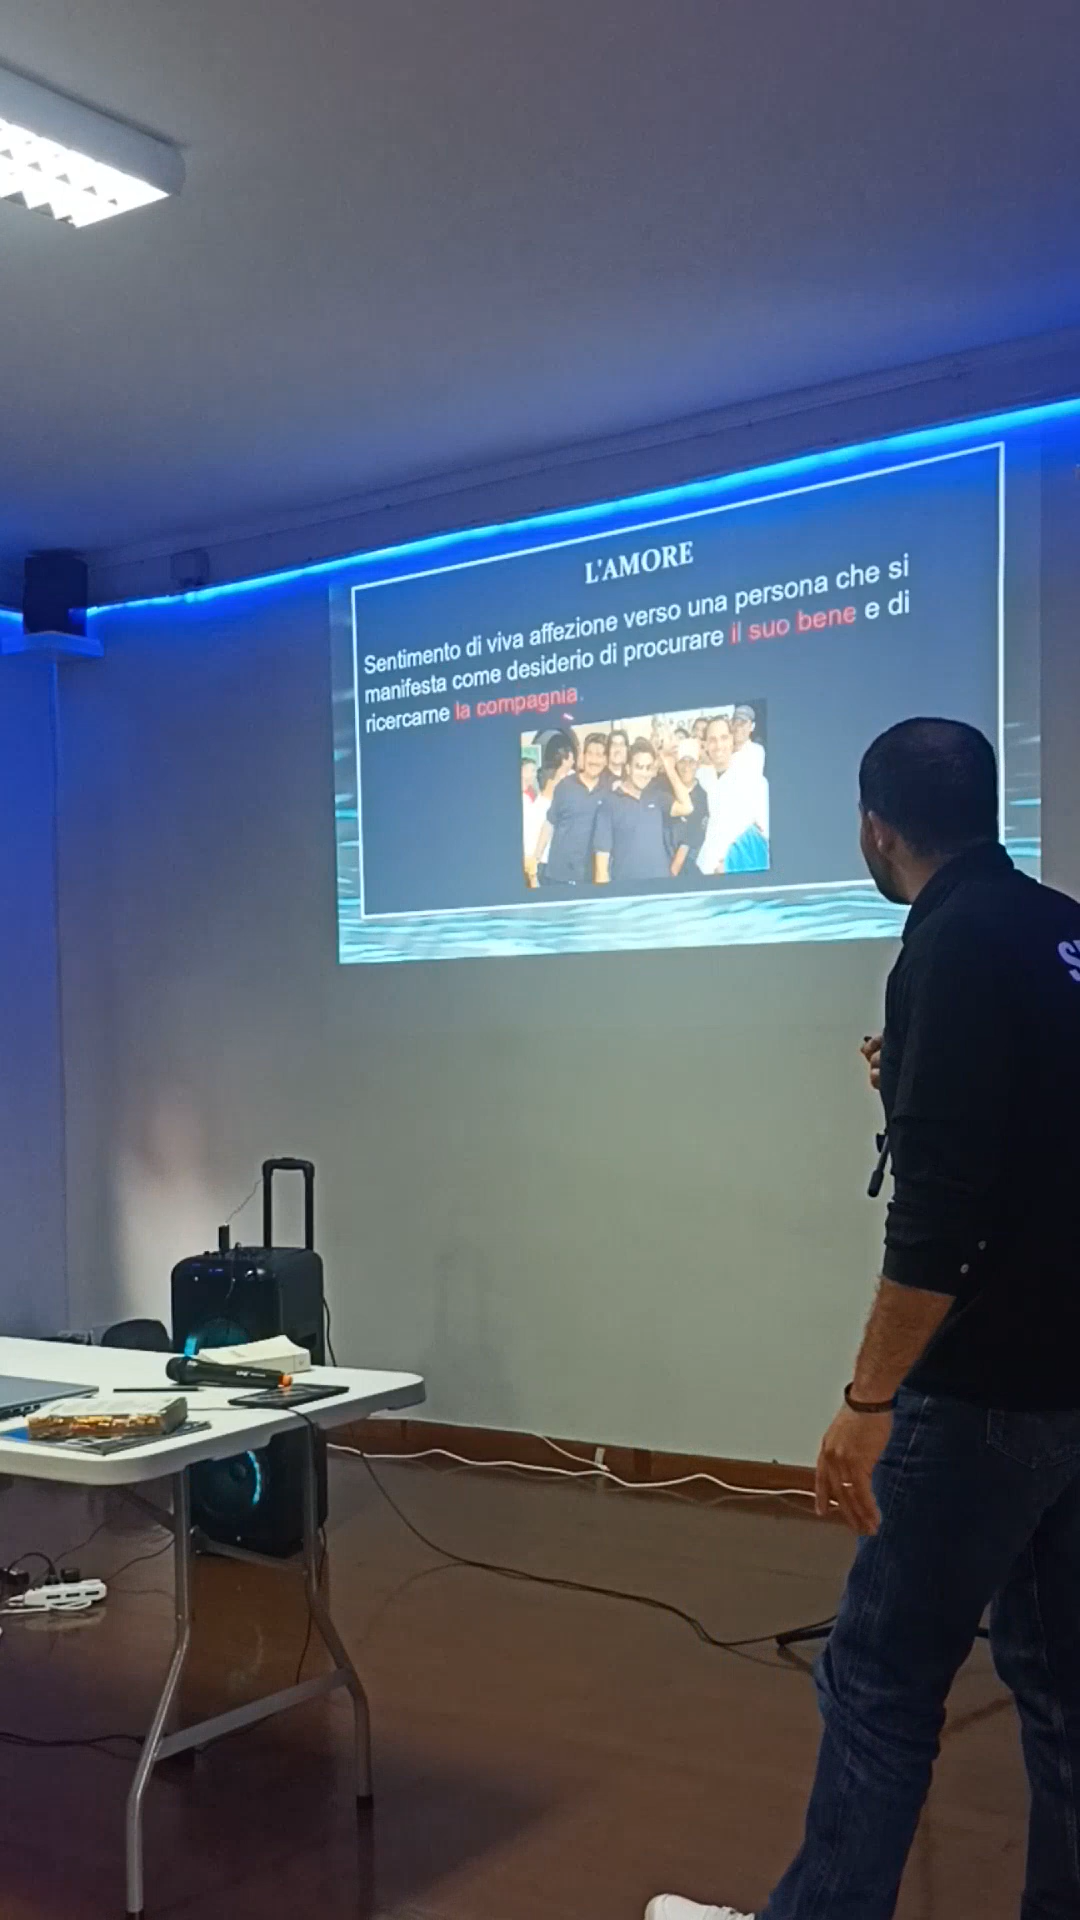 L'AMORE
Sentimento di viva affezione verso una persona che si
manifesta come desiderio di procurare il suo bene e di
ricercarne la compagnia.